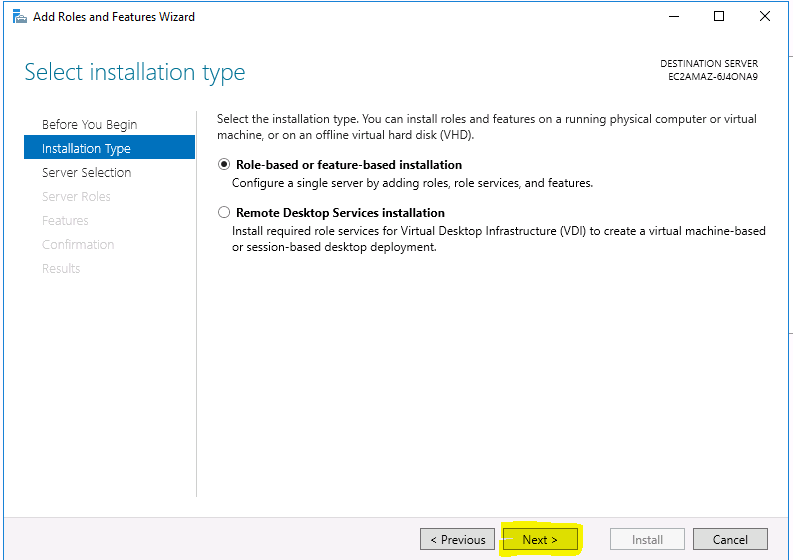 Add Roles and Features Wizard
Select installation type
DESTINATION SERVER
EC2AMAZ-6J4ONA9
Before You Begin
Installation Type
Server Selection
Server Roles
Features
Confirmation
Results
Select the installation type. You can install roles and features on a running physical computer or virtual
machine, or on an offline virtual hard disk (VHD).
Role-based or feature-based installation
Configure a single server by adding roles, role services, and features.
Remote Desktop Services installation
Install required role services for Virtual Desktop Infrastructure (VDI) to create a virtual machine-based
or session-based desktop deployment.
< Previous
Next >
Install
Cancel